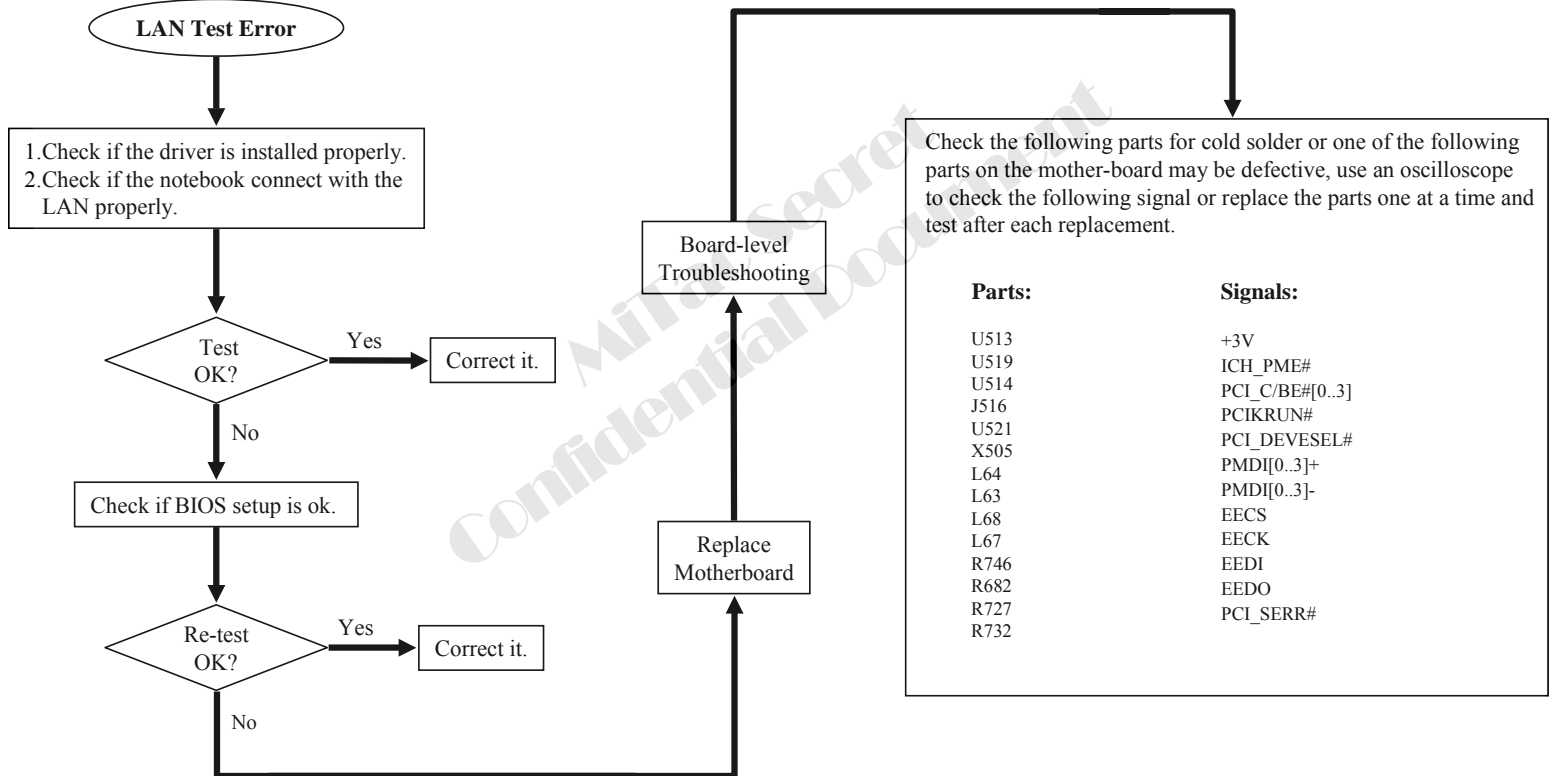 LAN Test Error
1.Check if the driver is installed properly.
2.Check if the notebook connect with the
LAN properly.
Test
OK?
Yes
Correct it.
No
Check if BIOS setup is ok.
Re-test
OK?
Yes
Correct it.
No
Replace
Motherboard
Board-level
Troubleshooting
Check the following parts for cold solder or one of the following
parts on the mother-board may be defective, use an oscilloscope
to check the following signal or replace the parts one at a time and
test after each replacement.
Parts:
U513
U519
U514
J516
U521
X505
L64
L63
L68
L67
R746
R682
R727
R732
Signals:
+3V
ICH_PME#
PCI_C/BE#[0..3]
PCIKRUN#
PCI_DEVESEL#
PMDI[0..3]+
PMDI[0..3]-
EECS
EECK
EEDI
EEDO
PCI_SERR#
MiTac Secret
Confidential Document